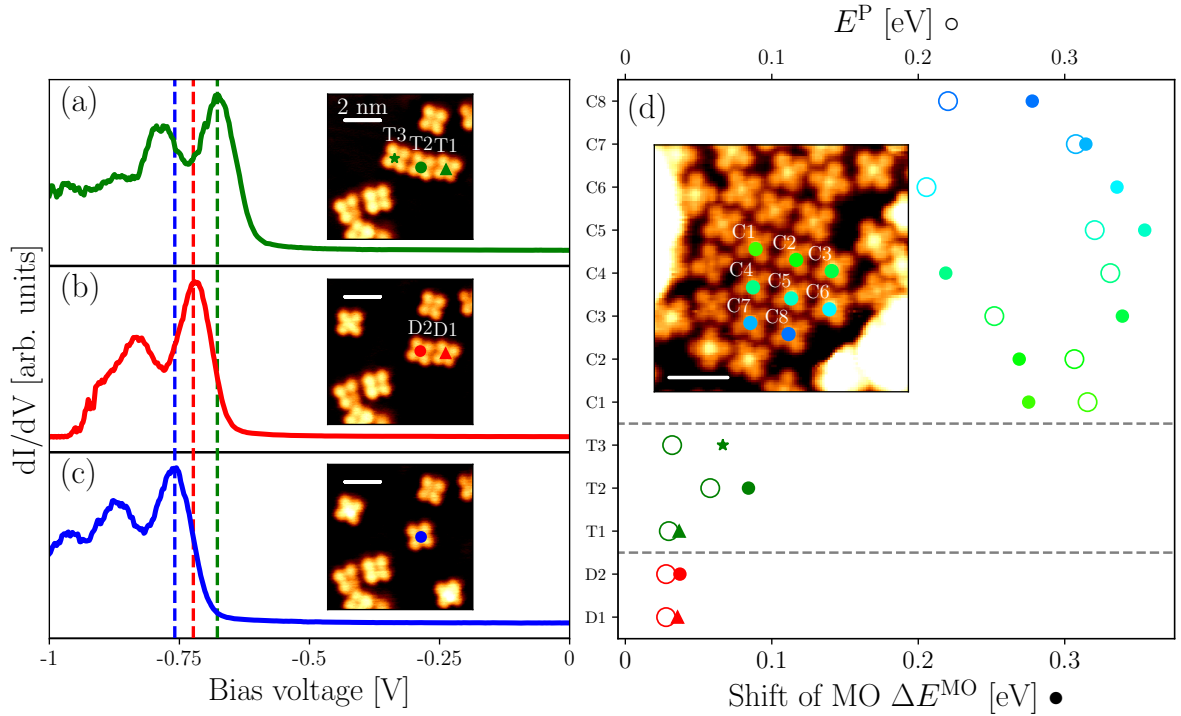 E^P [eV] ○
0 0.1 0.2 0.3
(a)
2 nm
T3
T2 T1
(b)
D2 D1
(c)
dI/dV [arb. units]
-1 -0.75 -0.5 -0.25 0
Bias voltage [V]
(d)
C8
C7
C6
C5
C4
C3
C2
C1
T3
T2
T1
D2
D1
C1 C2 C3
C4 C5 C6
C7 C8
0 0.1 0.2 0.3
Shift of MO ΔE^MO [eV] ●